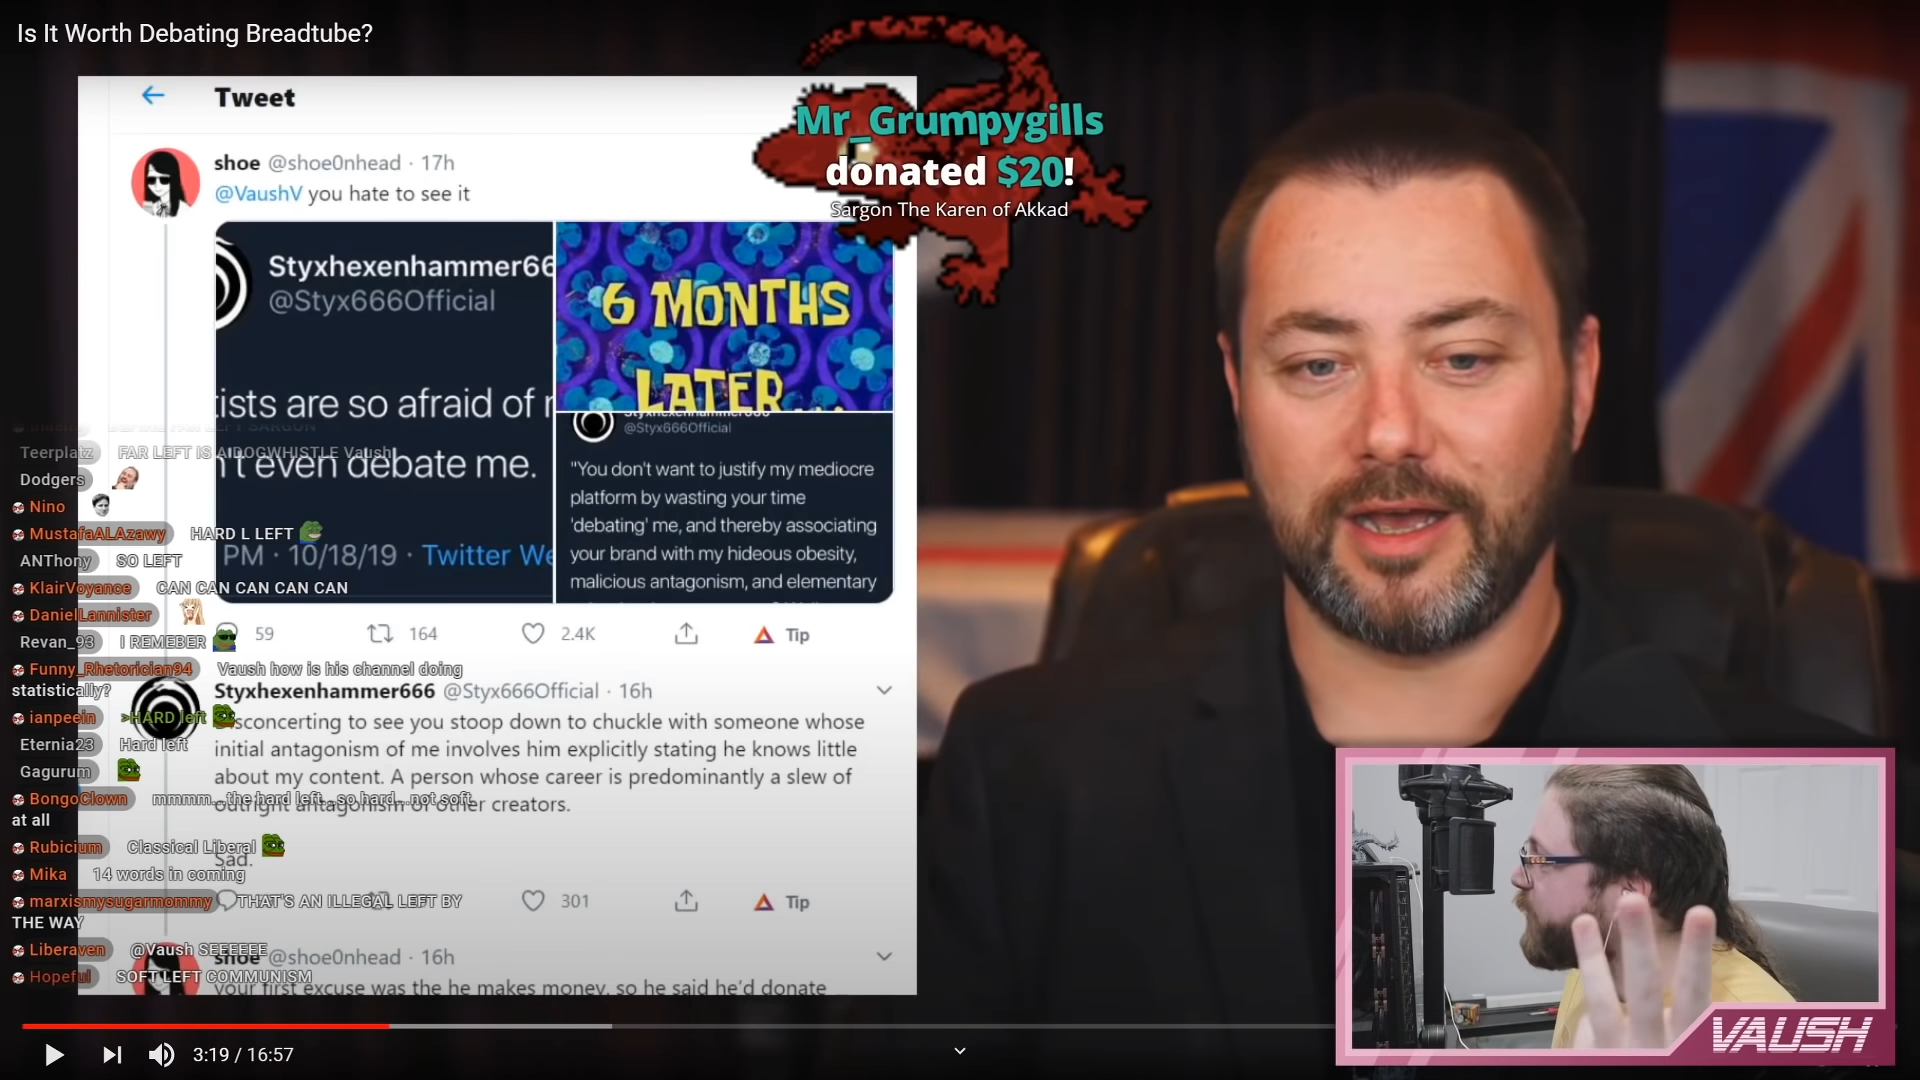 Is It Worth Debating Breadtube?
Tweet
Mr_Grumpygills
donated $20!
Sargon The Karen of Akkad
shoe @shoe0nhead · 17h
@VaushV you hate to see it
Styxhexenhammer66
@Styx666Official
tists are so afraid of
't even debate me.
PM · 10/18/19 · Twitter We
6 MONTHS
LATER...
@Styx666Official
"You don't want to justify my mediocre
platform by wasting your time
'debating' me, and thereby associating
your brand with my hideous obesity,
malicious antagonism, and elementary
59 164 2.4K Tip
Styxhexenhammer666 @Styx666Official · 16h
sconcerting to see you stoop down to chuckle with someone whose
initial antagonism of me involves him explicitly stating he knows little
about my content. A person whose career is predominantly a slew of
outright antagonism of other creators.
Sad.
301 Tip
shoe @shoe0nhead · 16h
your first excuse was the he makes money, so he said he'd donate
Teerplatz FAR LEFT IS A DOGWHISTLE Vaush
Dodgers
Nino
MustafaALAzawy HARD L LEFT
ANThony SO LEFT
KlairVoyance CAN CAN CAN CAN CAN
DanielLannister
Revan_93 I REMEBER
Funny_Rhetorician94 Vaush how is his channel doing
statistically?
ianpeein >HARD left
Eternia23 Hard left
Gagurum
BongoClown mmmm...the hard left...so hard...not soft
at all
Rubicium Classical Liberal
Mika 14 words in coming
marxismysugarmommy THAT'S AN ILLEGAL LEFT BY
THE WAY
Liberaven @Vaush SEEEEEE
Hopeful SOFT LEFT COMMUNISM
3:19 / 16:57
VAUSH